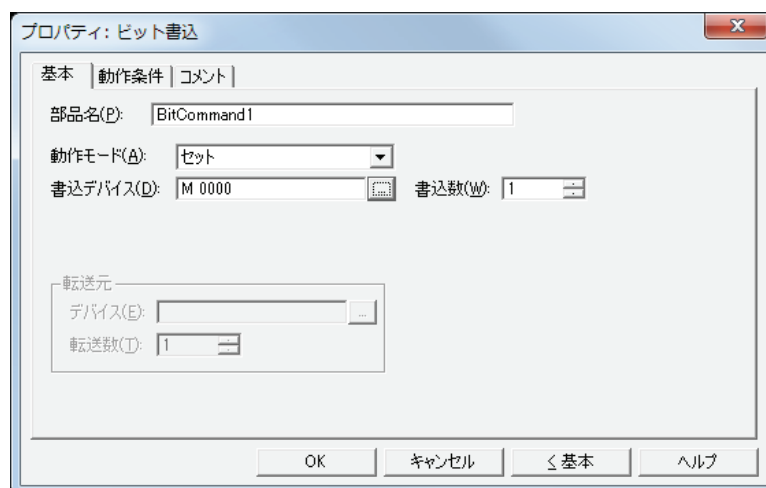 プロパティ: ビット書込
基本 動作条件 コメント
部品名(P): BitCommand1
動作モード(A): セット
書込デバイス(D): M 0000 ... 書込数(W): 1
転送元
デバイス(E): ...
転送数(T): 1
OK キャンセル < 基本 ヘルプ